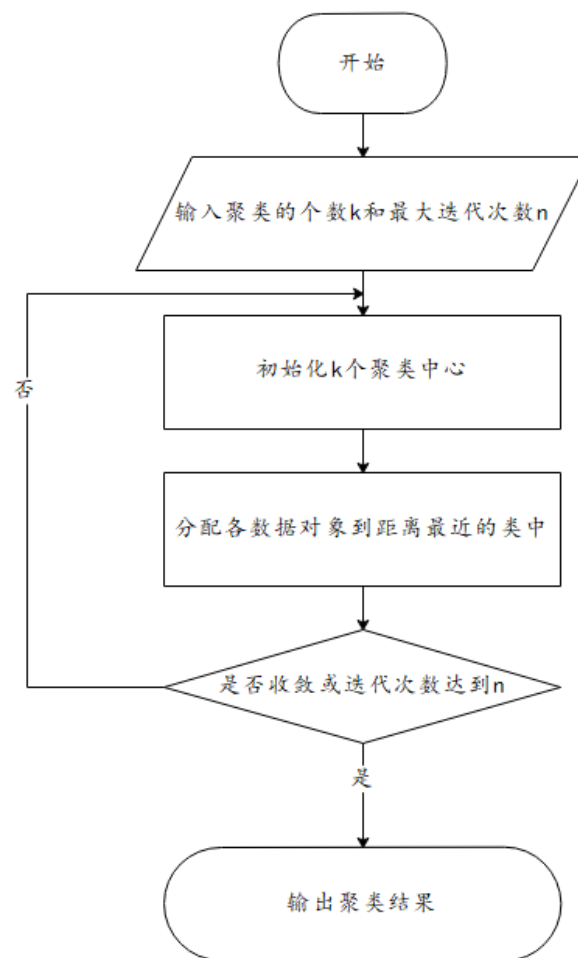 开始
输入聚类的个数k和最大迭代次数n
初始化k个聚类中心
否
分配各数据对象到距离最近的类中
是否收敛或迭代次数达到n
是
输出聚类结果